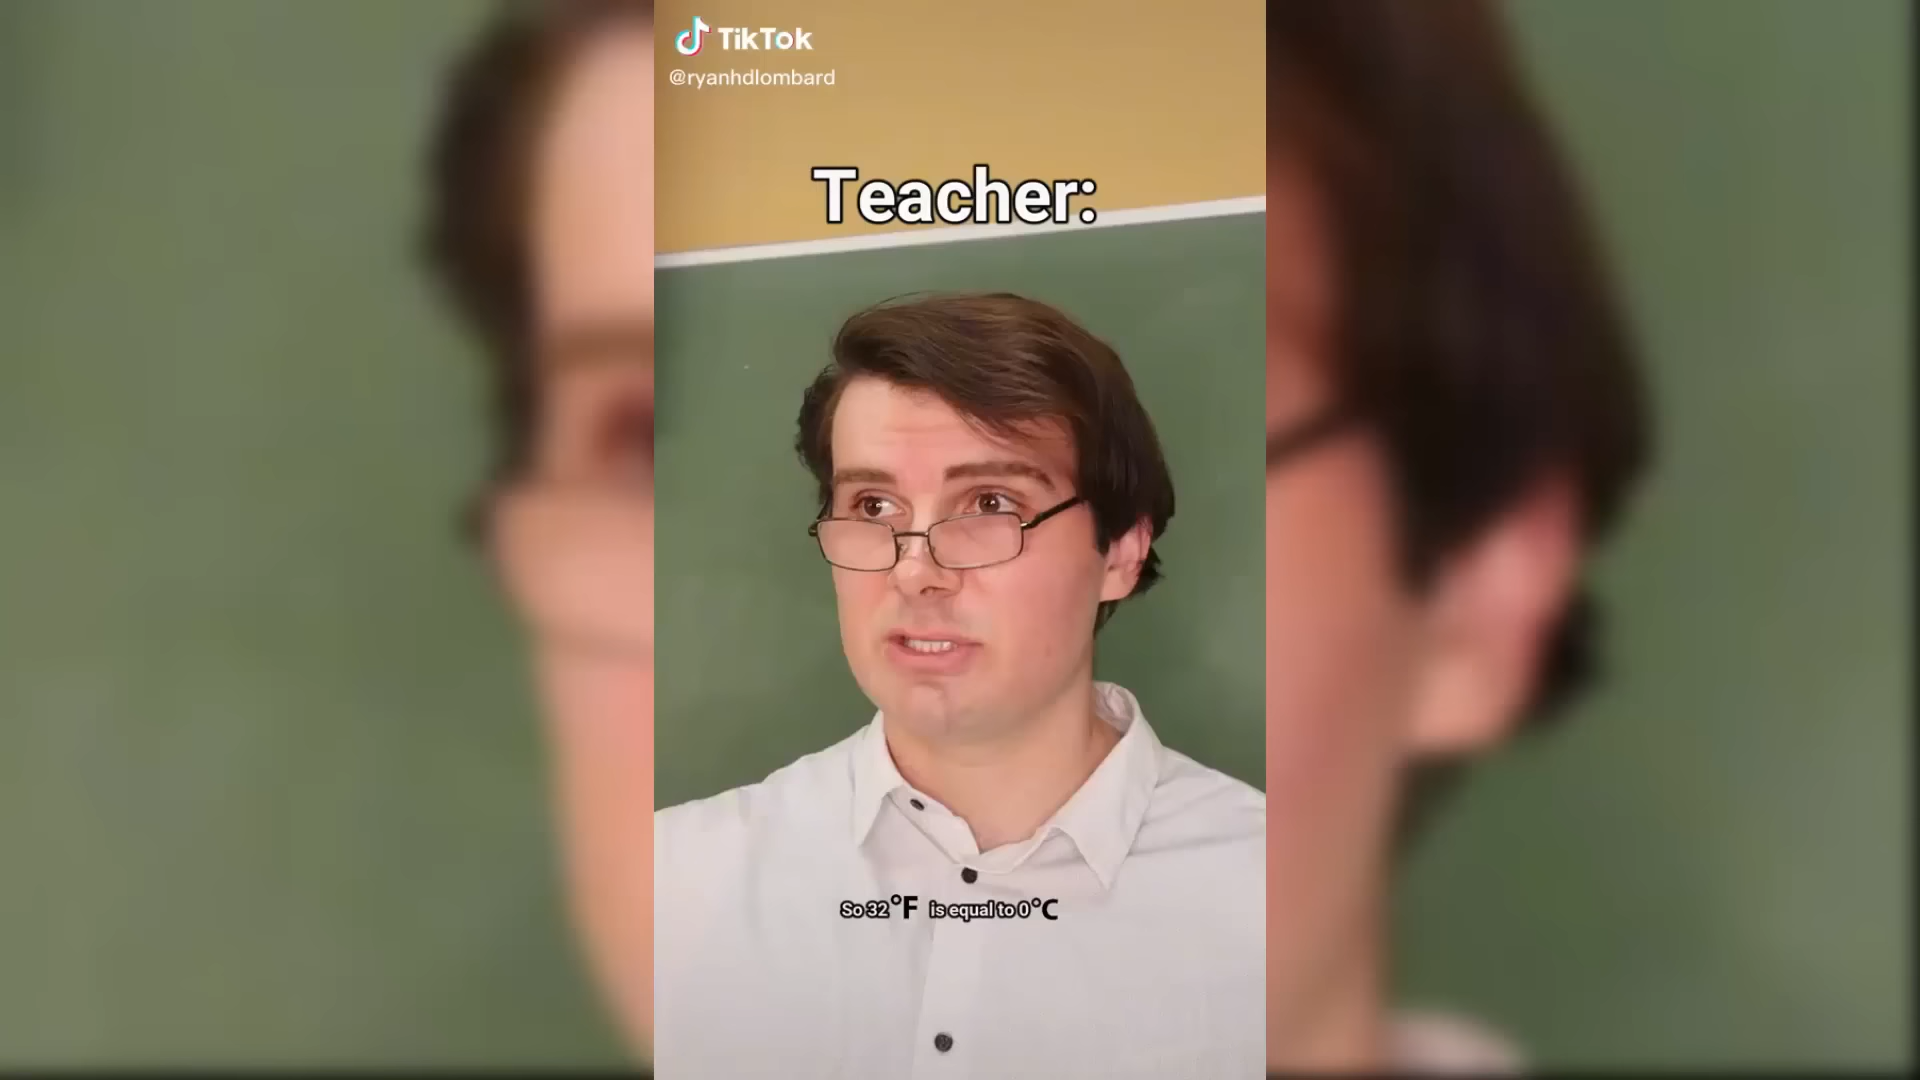 TikTok
@ryanhdlombard
Teacher:
So 32 °F is equal to 0 °C